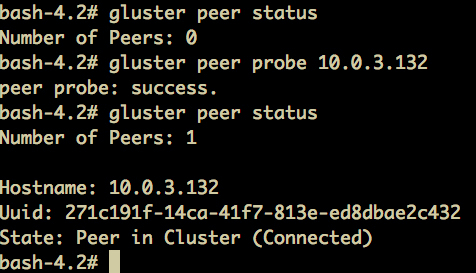 bash-4.2# gluster peer status
Number of Peers: 0
bash-4.2# gluster peer probe 10.0.3.132
peer probe: success.
bash-4.2# gluster peer status
Number of Peers: 1

Hostname: 10.0.3.132
Uuid: 271c191f-14ca-41f7-813e-ed8dbae2c432
State: Peer in Cluster (Connected)
bash-4.2#